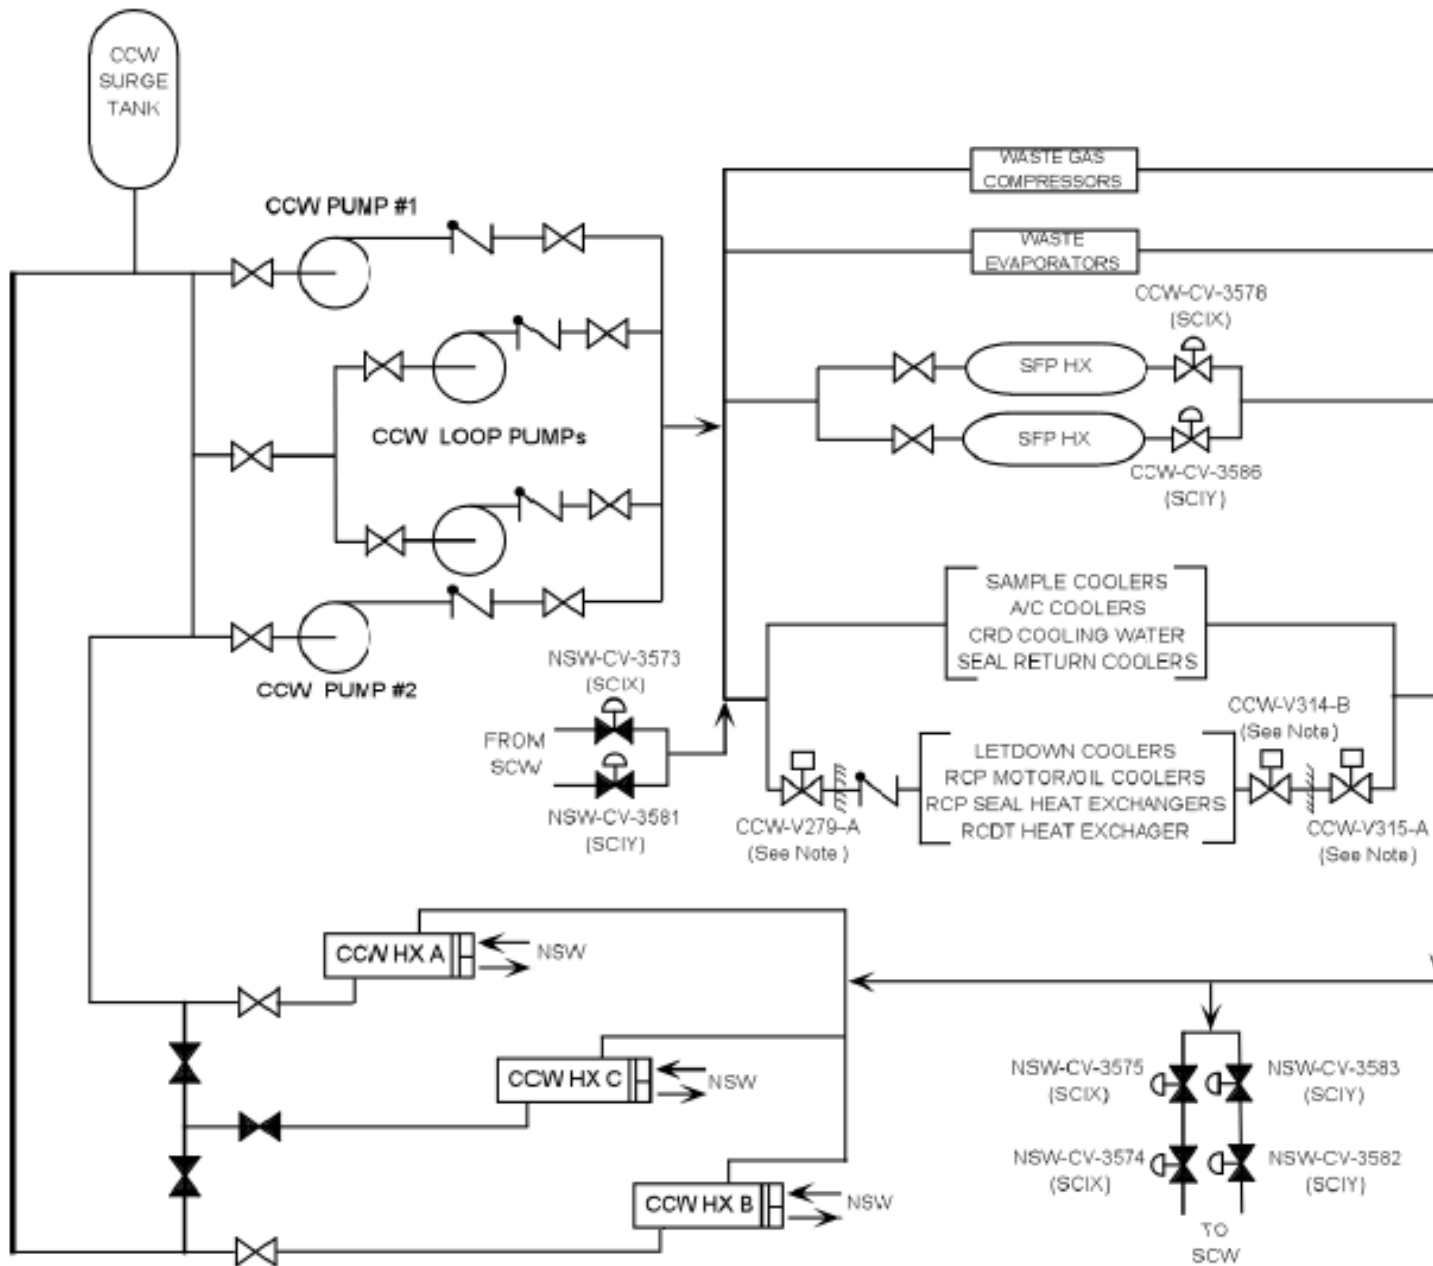 CCW
SURGE
TANK
CCW PUMP #1
CCW LOOP PUMPs
CCW PUMP #2
WASTE GAS
COMPRESSORS
WASTE
EVAPORATORS
CCW-CV-3576
(SCIX)
SFP HX
SFP HX
CCW-CV-3586
(SCIY)
SAMPLE COOLERS
A/C COOLERS
CRD COOLING WATER
SEAL RETURN COOLERS
NSW-CV-3573
(SCIX)
FROM
SCW
NSW-CV-3581
(SCIY)
CCW-V314-B
(See Note)
LETDOWN COOLERS
RCP MOTOR/OIL COOLERS
RCP SEAL HEAT EXCHANGERS
RCDT HEAT EXCHAGER
CCW-V279-A
(See Note )
CCW-V315-A
(See Note)
CCW HX A
NSW
CCW HX C
NSW
CCW HX B
NSW
NSW-CV-3575
(SCIX)
NSW-CV-3583
(SCIY)
NSW-CV-3574
(SCIX)
NSW-CV-3582
(SCIY)
TO
SCW